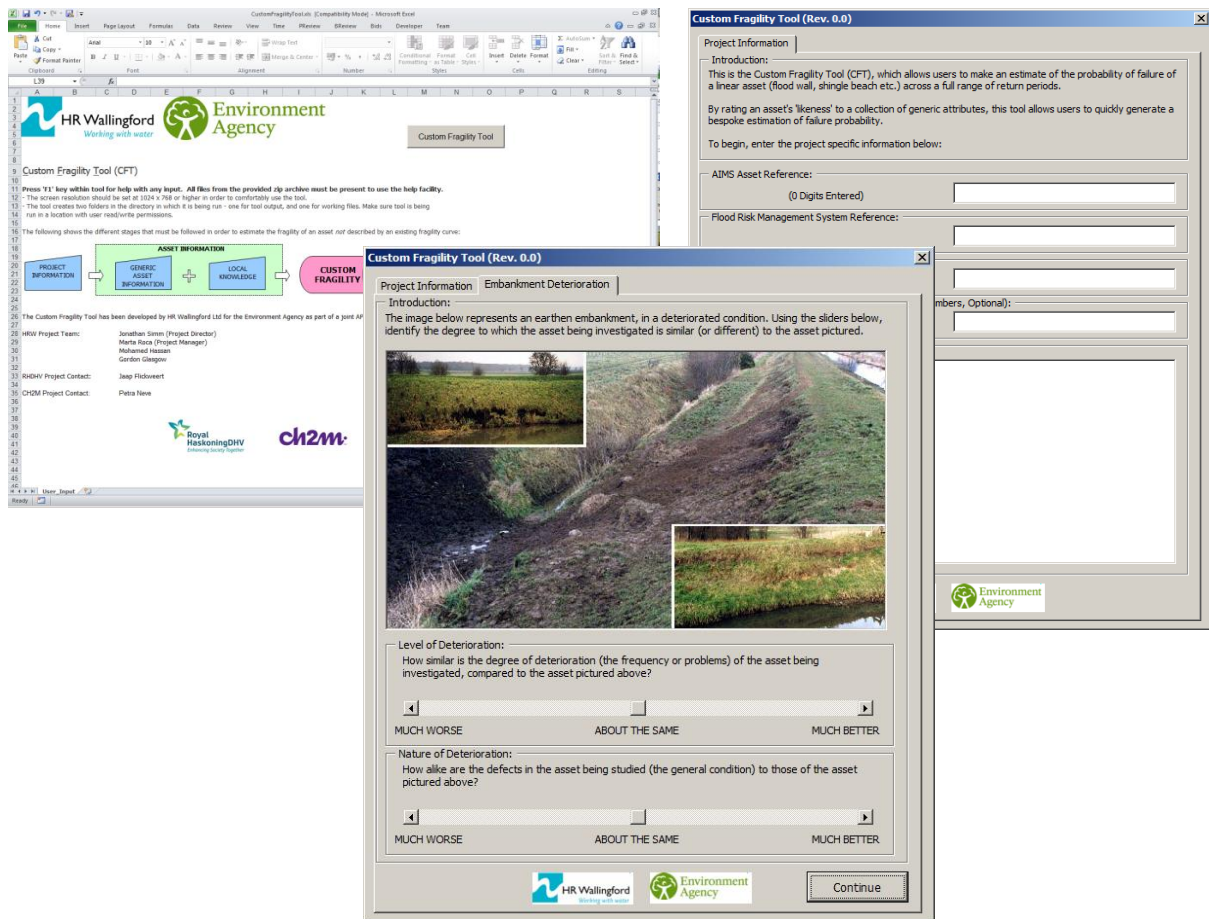 CustomFragilityTool.xls [Compatibility Mode] - Microsoft Excel
File Home Insert Page Layout Formulas Data Review View Time PReview BReview Bids Developer Team
Cut
Copy
Format Painter
Paste
Arial 10
Wrap Text
Merge & Center
Conditional Formatting
Format as Table
Cell Styles
Insert Delete Format
AutoSum
Fill
Clear
Sort & Filter
Find & Select
Clipboard Font Alignment Number Styles Cells Editing
L39
A B C D E F G H I J K L M N O P Q R S
HR Wallingford
Working with water
Environment
Agency
Custom Fragility Tool
Custom Fragility Tool (CFT)
Press 'F1' key within tool for help with any input. All files from the provided zip archive must be present to use the help facility.
- The screen resolution should be set at 1024 x 768 or higher in order to comfortably use the tool.
- The tool creates two folders in the directory in which it is being run - one for tool output, and one for working files. Make sure tool is being
run in a location with user read/write permissions.
The following shows the different stages that must be followed in order to estimate the fragility of an asset not described by an existing fragility curve:
ASSET INFORMATION
PROJECT
INFORMATION
GENERIC
ASSET
INFORMATION
LOCAL
KNOWLEDGE
CUSTOM
FRAGILITY
The Custom Fragility Tool has been developed by HR Wallingford Ltd for the Environment Agency as part of a joint
HRW Project Team: Jonathan Simm (Project Director)
Marta Roca (Project Manager)
Mohamed Hassan
Gordon Glasgow
RHDHV Project Contact: Jaap Flickweert
CH2M Project Contact: Petra Neve
Royal
HaskoningDHV
Enhancing Society Together
ch2m:
User_Input
Ready
Custom Fragility Tool (Rev. 0.0)
Project Information
Introduction:
This is the Custom Fragility Tool (CFT), which allows users to make an estimate of the probability of failure of
a linear asset (flood wall, shingle beach etc.) across a full range of return periods.
By rating an asset's 'likeness' to a collection of generic attributes, this tool allows users to quickly generate a
bespoke estimation of failure probability.
To begin, enter the project specific information below:
AIMS Asset Reference:
(0 Digits Entered)
Flood Risk Management System Reference:
mbers, Optional):
Environment
Agency
Custom Fragility Tool (Rev. 0.0)
Project Information Embankment Deterioration
Introduction:
The image below represents an earthen embankment, in a deteriorated condition. Using the sliders below,
identify the degree to which the asset being investigated is similar (or different) to the asset pictured.
Level of Deterioration:
How similar is the degree of deterioration (the frequency or problems) of the asset being
investigated, compared to the asset pictured above?
MUCH WORSE ABOUT THE SAME MUCH BETTER
Nature of Deterioration:
How alike are the defects in the asset being studied (the general condition) to those of the asset
pictured above?
MUCH WORSE ABOUT THE SAME MUCH BETTER
HR Wallingford
Working with water
Environment
Agency
Continue